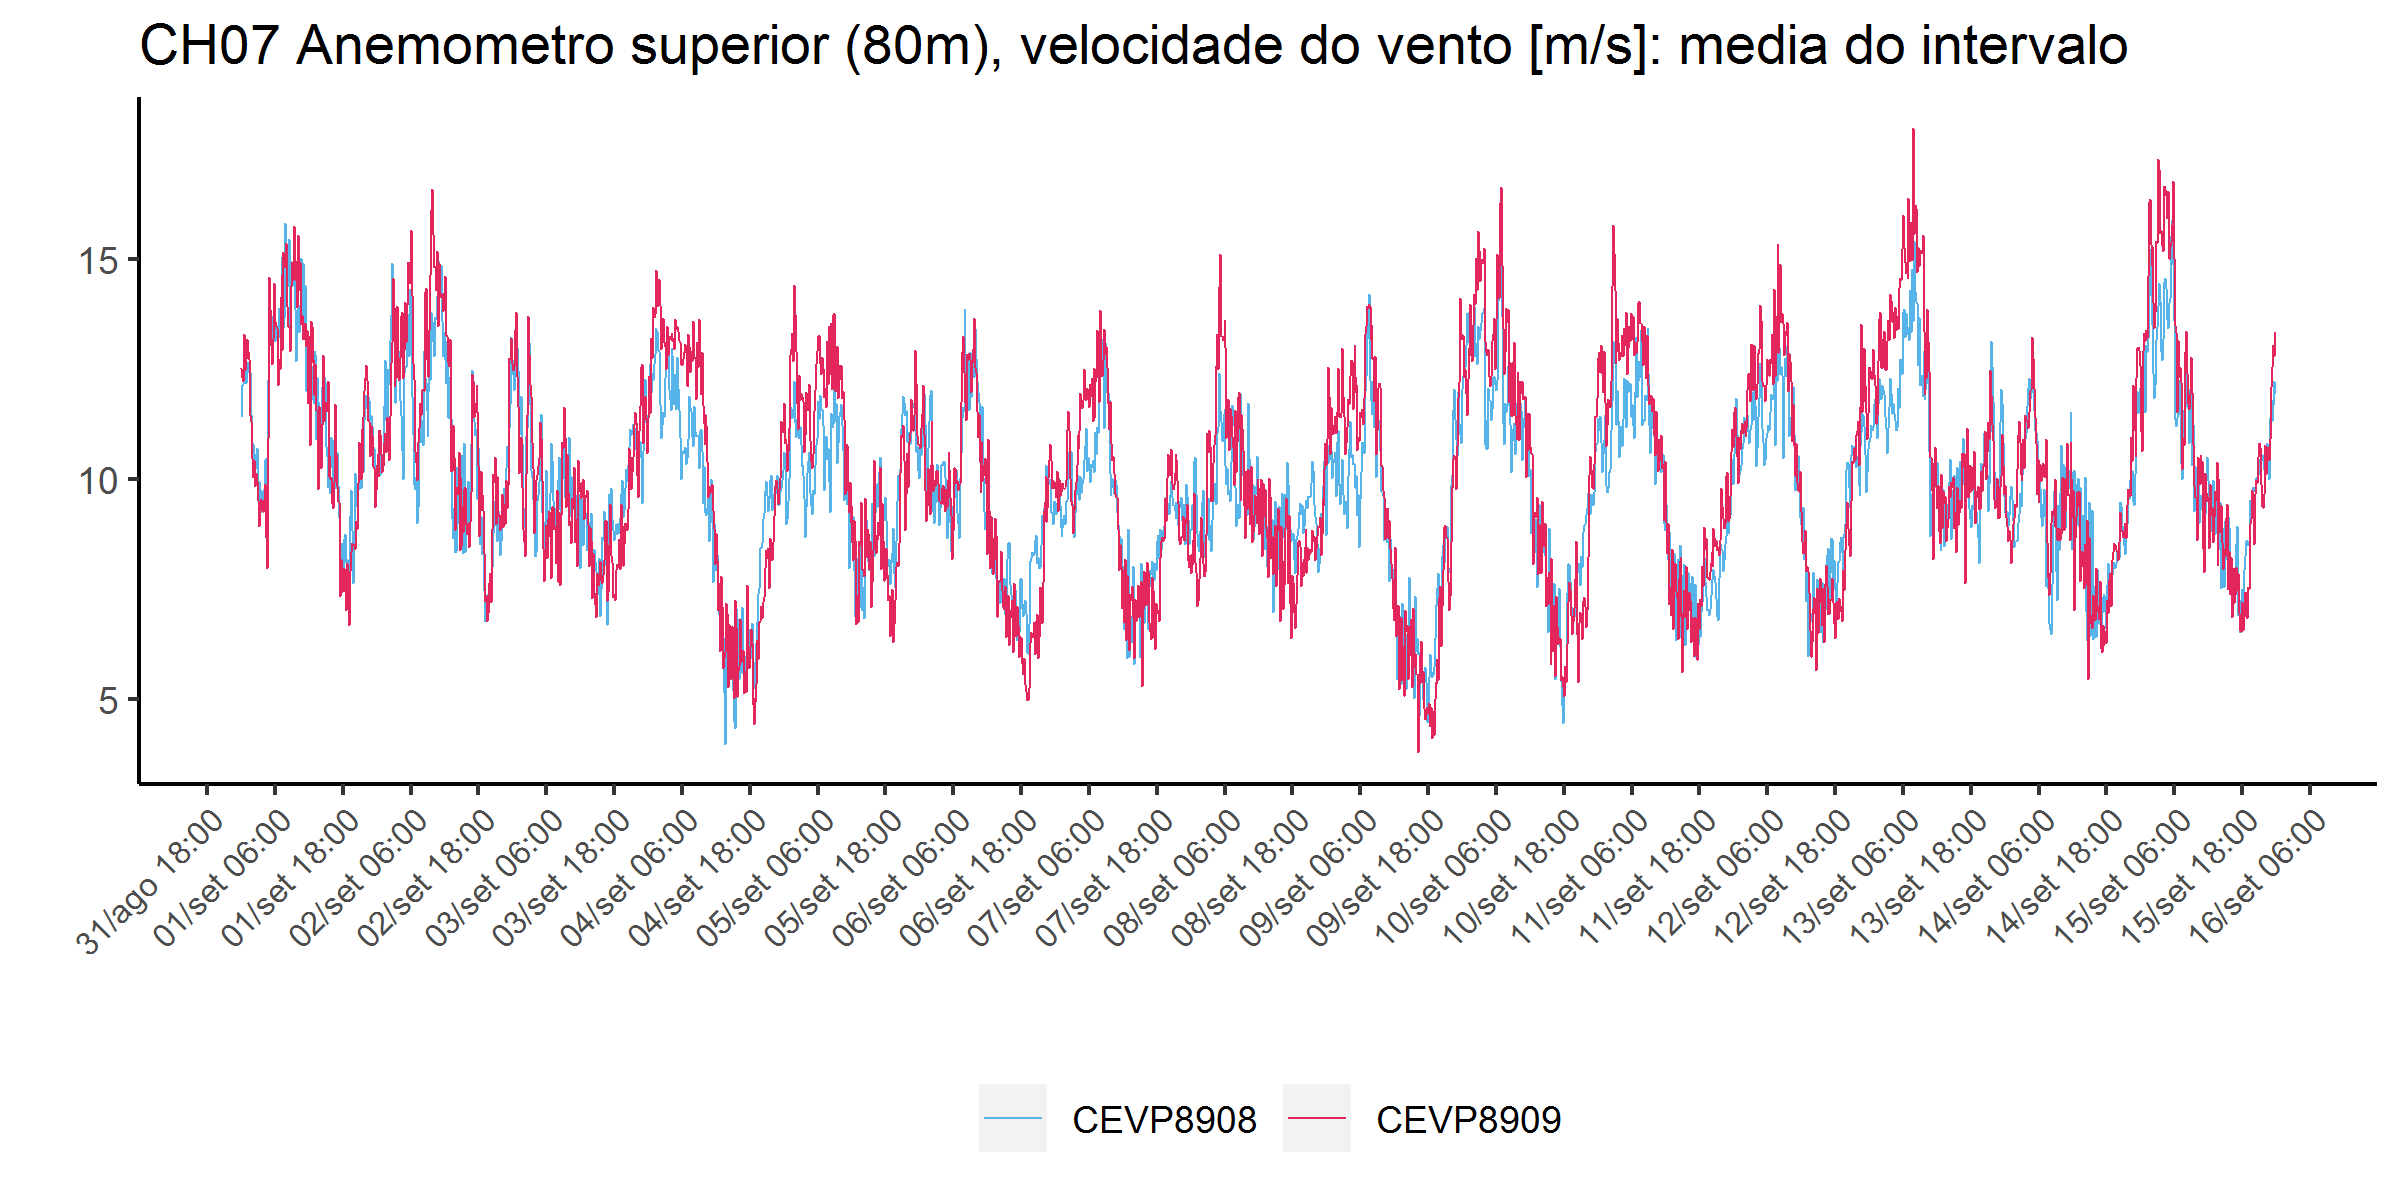 CH07 Anemometro superior (80m), velocidade do vento [m/s]: media do intervalo
15
10
5
31/ago 18:00
01/set 06:00
01/set 18:00
02/set 06:00
02/set 18:00
03/set 06:00
03/set 18:00
04/set 06:00
04/set 18:00
05/set 06:00
05/set 18:00
06/set 06:00
06/set 18:00
07/set 06:00
07/set 18:00
08/set 06:00
08/set 18:00
09/set 06:00
09/set 18:00
10/set 06:00
10/set 18:00
11/set 06:00
11/set 18:00
12/set 06:00
12/set 18:00
13/set 06:00
13/set 18:00
14/set 06:00
14/set 18:00
15/set 06:00
15/set 18:00
16/set 06:00
CEVP8908
CEVP8909